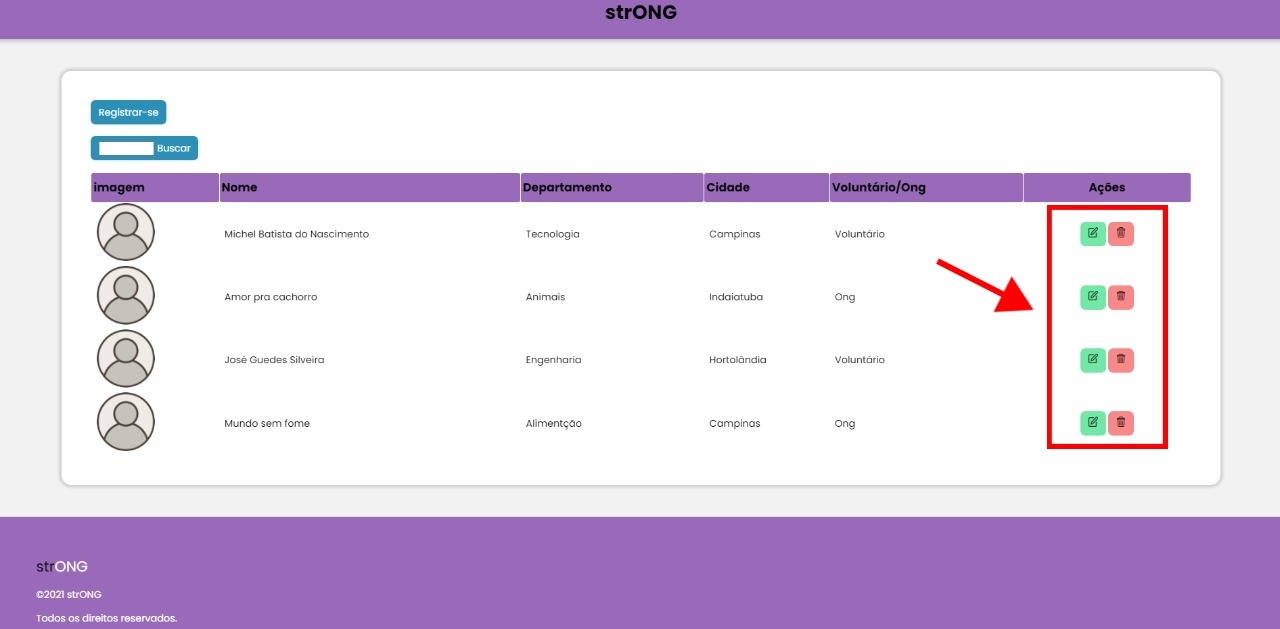 strONG
Registrar-se
Buscar
imagem Nome Departamento Cidade Voluntário/Ong Ações
Michel Batista do Nascimento Tecnologia Campinas Voluntário
Amor pra cachorro Animais Indaiatuba Ong
José Guedes Silveira Engenharia Hortolândia Voluntário
Mundo sem fome Alimentção Campinas Ong
strONG
©2021 strONG
Todos os direitos reservados.